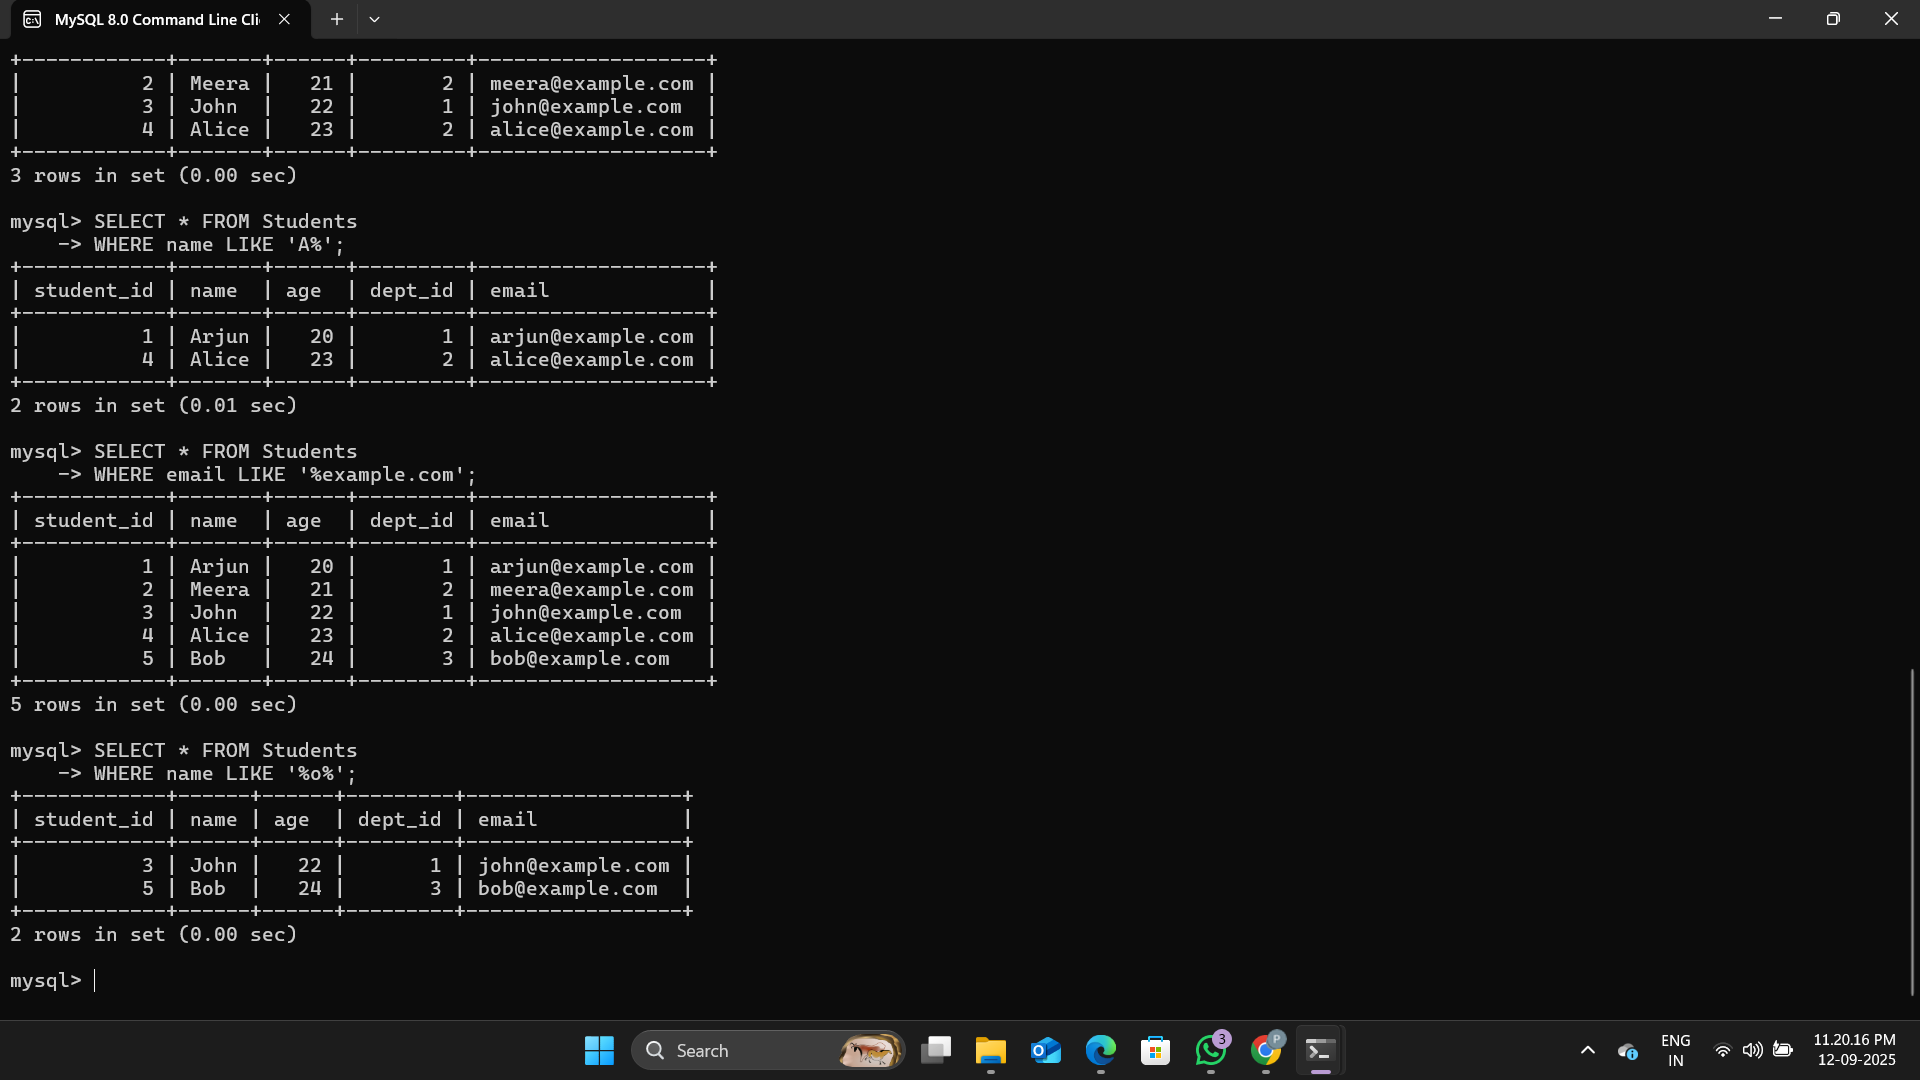 MySQL 8.0 Command Line Cli
+------------+-------+------+---------+-------------------+
|          2 | Meera |   21 |       2 | meera@example.com |
|          3 | John  |   22 |       1 | john@example.com  |
|          4 | Alice |   23 |       2 | alice@example.com |
+------------+-------+------+---------+-------------------+
3 rows in set (0.00 sec)

mysql> SELECT * FROM Students
    -> WHERE name LIKE 'A%';
+------------+-------+------+---------+-------------------+
| student_id | name  | age  | dept_id | email             |
+------------+-------+------+---------+-------------------+
|          1 | Arjun |   20 |       1 | arjun@example.com |
|          4 | Alice |   23 |       2 | alice@example.com |
+------------+-------+------+---------+-------------------+
2 rows in set (0.01 sec)

mysql> SELECT * FROM Students
    -> WHERE email LIKE '%example.com';
+------------+-------+------+---------+-------------------+
| student_id | name  | age  | dept_id | email             |
+------------+-------+------+---------+-------------------+
|          1 | Arjun |   20 |       1 | arjun@example.com |
|          2 | Meera |   21 |       2 | meera@example.com |
|          3 | John  |   22 |       1 | john@example.com  |
|          4 | Alice |   23 |       2 | alice@example.com |
|          5 | Bob   |   24 |       3 | bob@example.com   |
+------------+-------+------+---------+-------------------+
5 rows in set (0.00 sec)

mysql> SELECT * FROM Students
    -> WHERE name LIKE '%o%';
+------------+------+------+---------+------------------+
| student_id | name | age  | dept_id | email            |
+------------+------+------+---------+------------------+
|          3 | John |   22 |       1 | john@example.com |
|          5 | Bob  |   24 |       3 | bob@example.com  |
+------------+------+------+---------+------------------+
2 rows in set (0.00 sec)

mysql>
Search
3
P
ENG
IN
11.20.16 PM
12-09-2025